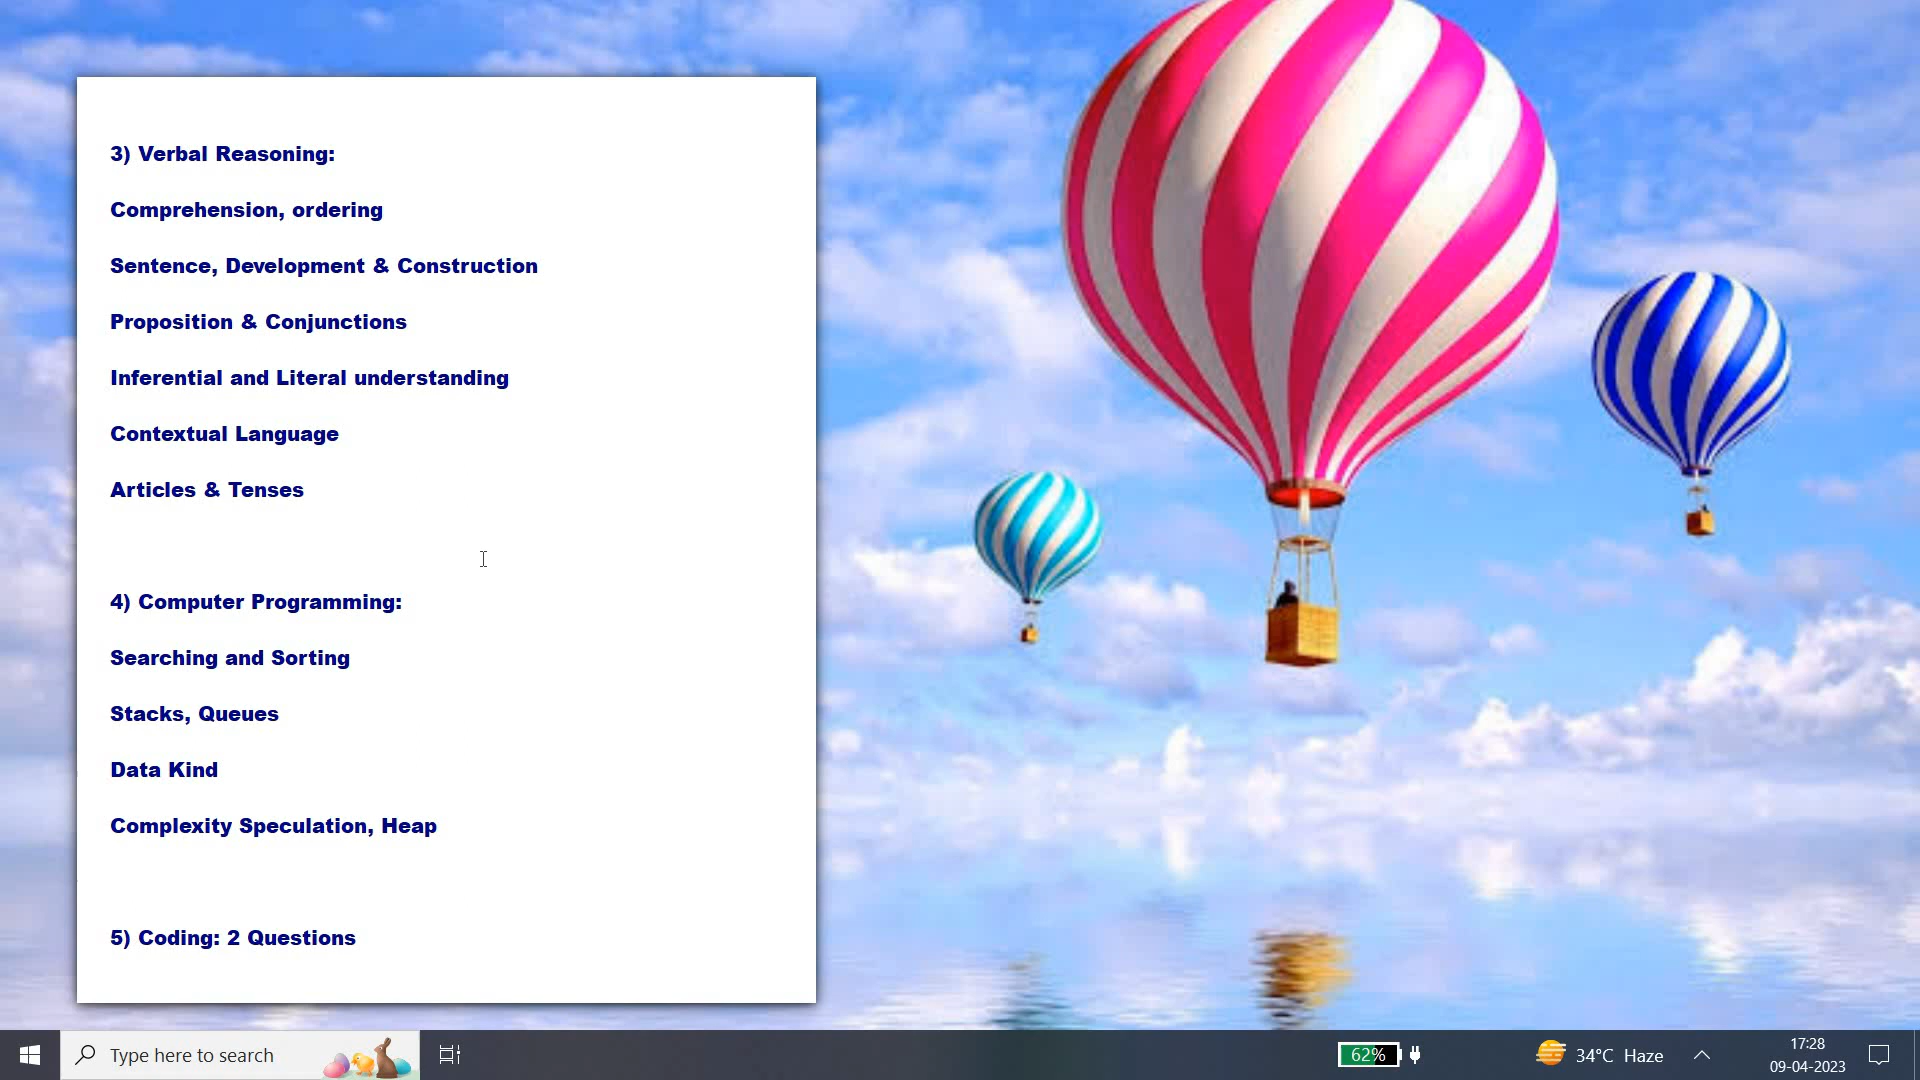 3) Verbal Reasoning:
Comprehension, ordering
Sentence, Development & Construction
Proposition & Conjunctions
Inferential and Literal understanding
Contextual Language
Articles & Tenses
4) Computer Programming:
Searching and Sorting
Stacks, Queues
Data Kind
Complexity Speculation, Heap
5) Coding: 2 Questions
Type here to search
62%
34°C Haze
17:28
09-04-2023